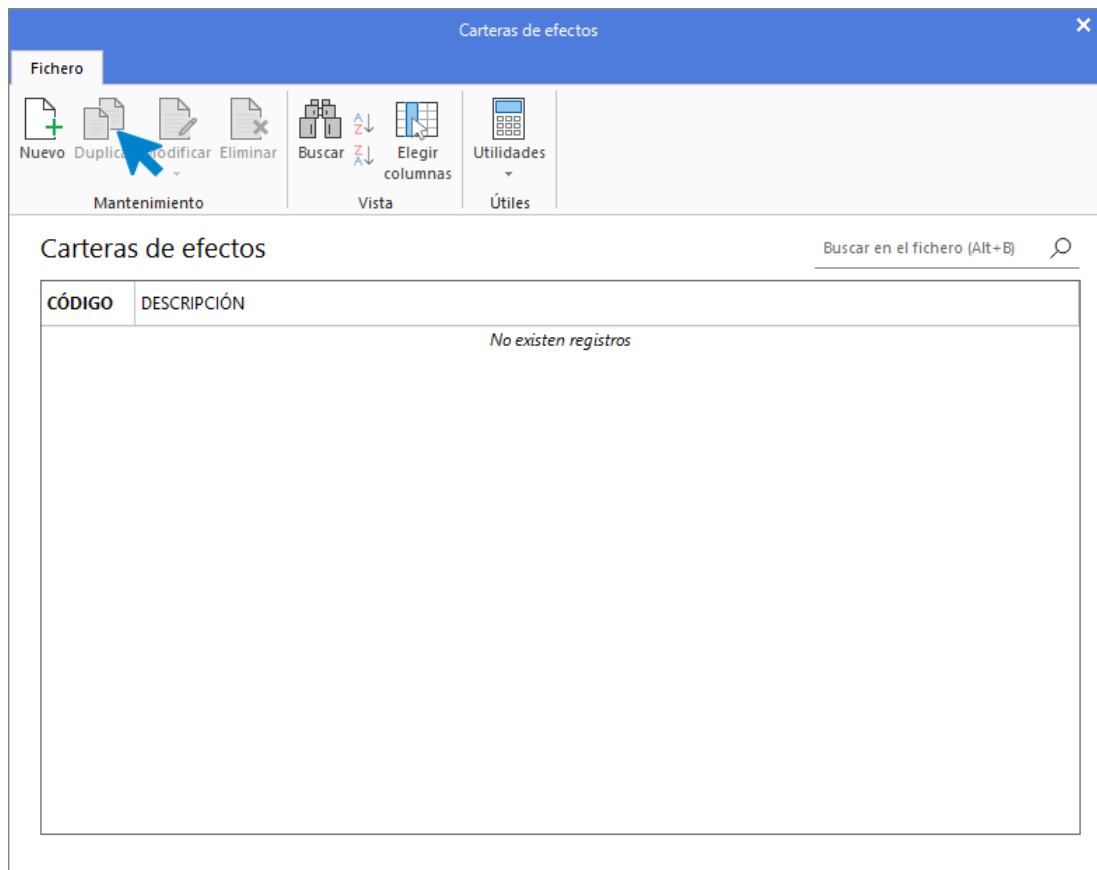 Carteras de efectos
Fichero
Nuevo Duplica odificar Eliminar Buscar Elegir columnas Utilidades
A Z
Z A
Mantenimiento Vista Útiles
Carteras de efectos
Buscar en el fichero (Alt+B)
CÓDIGO DESCRIPCIÓN
No existen registros